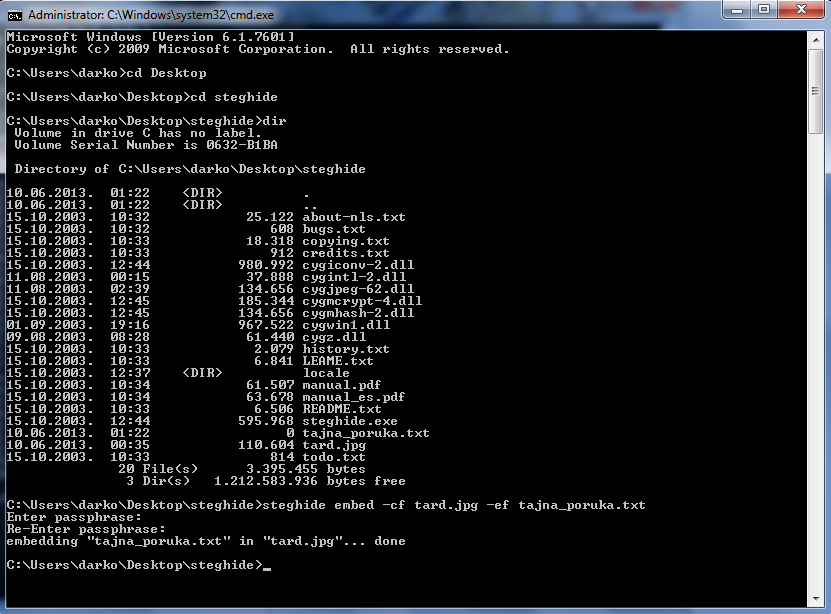 Administrator: C:\Windows\system32\cmd.exe
Microsoft Windows [Version 6.1.7601]
Copyright (c) 2009 Microsoft Corporation.  All rights reserved.
C:\Users\darko>cd Desktop
C:\Users\darko\Desktop>cd steghide
C:\Users\darko\Desktop\steghide>dir
 Volume in drive C has no label.
 Volume Serial Number is 0632-B1BA
 Directory of C:\Users\darko\Desktop\steghide
10.06.2013.  01:22    <DIR>          .
10.06.2013.  01:22    <DIR>          ..
15.10.2003.  10:32            25.122 about-nls.txt
15.10.2003.  10:32               608 bugs.txt
15.10.2003.  10:33            18.318 copying.txt
15.10.2003.  10:33               912 credits.txt
15.10.2003.  12:44           980.992 cygiconv-2.dll
11.08.2003.  00:15            37.888 cygintl-2.dll
11.08.2003.  02:39           134.656 cygjpeg-62.dll
15.10.2003.  12:45           185.344 cygmcrypt-4.dll
15.10.2003.  12:45           134.656 cygmhash-2.dll
01.09.2003.  19:16           967.522 cygwin1.dll
09.08.2003.  08:28            61.440 cygz.dll
15.10.2003.  10:33             2.079 history.txt
15.10.2003.  10:33             6.841 LEAME.txt
15.10.2003.  12:37    <DIR>          locale
15.10.2003.  10:34            61.507 manual.pdf
15.10.2003.  10:34            63.678 manual_es.pdf
15.10.2003.  10:33             6.506 README.txt
15.10.2003.  12:44           595.968 steghide.exe
10.06.2013.  01:22                 0 tajna_poruka.txt
10.06.2013.  00:35           110.604 tard.jpg
15.10.2003.  10:33               814 todo.txt
              20 File(s)      3.395.455 bytes
               3 Dir(s)   1.212.583.936 bytes free
C:\Users\darko\Desktop\steghide>steghide embed -cf tard.jpg -ef tajna_poruka.txt
Enter passphrase:
Re-Enter passphrase:
embedding "tajna_poruka.txt" in "tard.jpg"... done
C:\Users\darko\Desktop\steghide>_